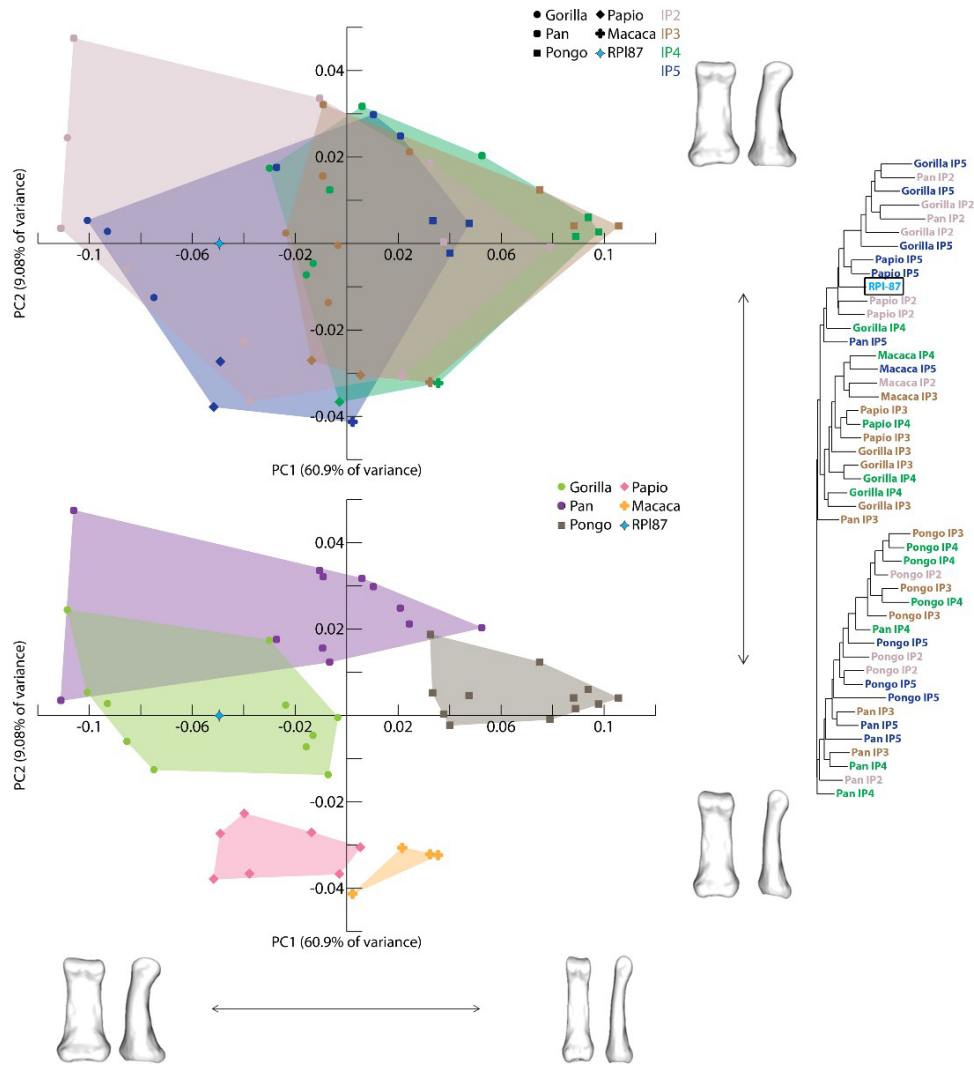 Gorilla Papio IP2
Pan Macaca IP3
Pongo RPl87 IP4
IP5
0.04
0.02
-0.1 -0.06 -0.02 0.02 0.06 0.1
-0.02
-0.04
PC2 (9.08% of variance)
PC1 (60.9% of variance)
Gorilla Papio
Pan Macaca
Pongo RPl87
0.04
0.02
-0.1 -0.06 -0.02 0.02 0.06 0.1
-0.02
-0.04
PC2 (9.08% of variance)
PC1 (60.9% of variance)
Gorilla IP5
Pan IP2
Gorilla IP5
Gorilla IP2
Pan IP2
Gorilla IP2
Gorilla IP5
Papio IP5
Papio IP5
RPI-87
Papio IP2
Papio IP2
Gorilla IP4
Pan IP5
Macaca IP4
Macaca IP5
Macaca IP2
Macaca IP3
Papio IP3
Papio IP4
Papio IP3
Gorilla IP3
Gorilla IP3
Gorilla IP4
Gorilla IP4
Gorilla IP3
Pan IP3
Pongo IP3
Pongo IP4
Pongo IP4
Pongo IP2
Pongo IP3
Pongo IP4
Pongo IP3
Pan IP4
Pongo IP5
Pongo IP2
Pongo IP2
Pongo IP5
Pongo IP5
Pan IP3
Pan IP5
Pan IP5
Pan IP3
Pan IP4
Pan IP2
Pan IP4